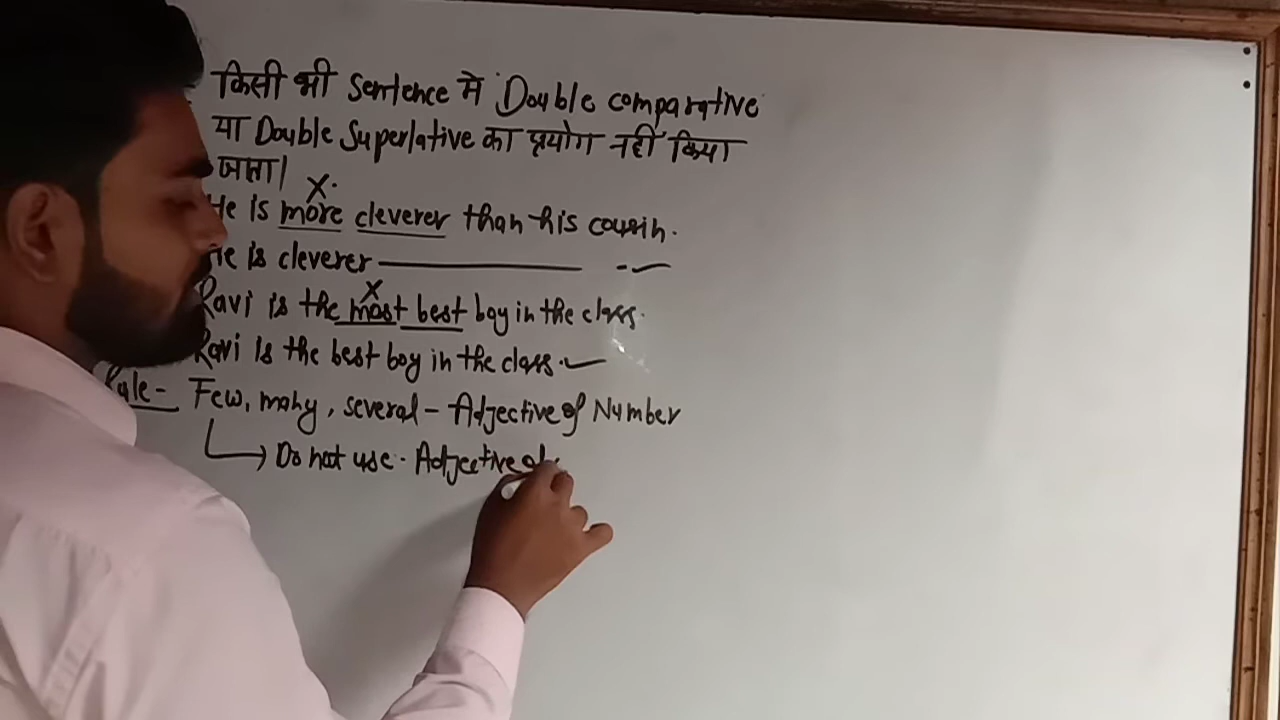 किसी भी Sentence में Double comparative
या Double Superlative का प्रयोग नहीं किया
जाता।
X
He is more cleverer than his cousin.
He is cleverer
X
Ravi is the most best boy in the class.
Ravi is the best boy in the class.
Rule- Few, many, several - Adjective of Number
Do not use - Adjective of